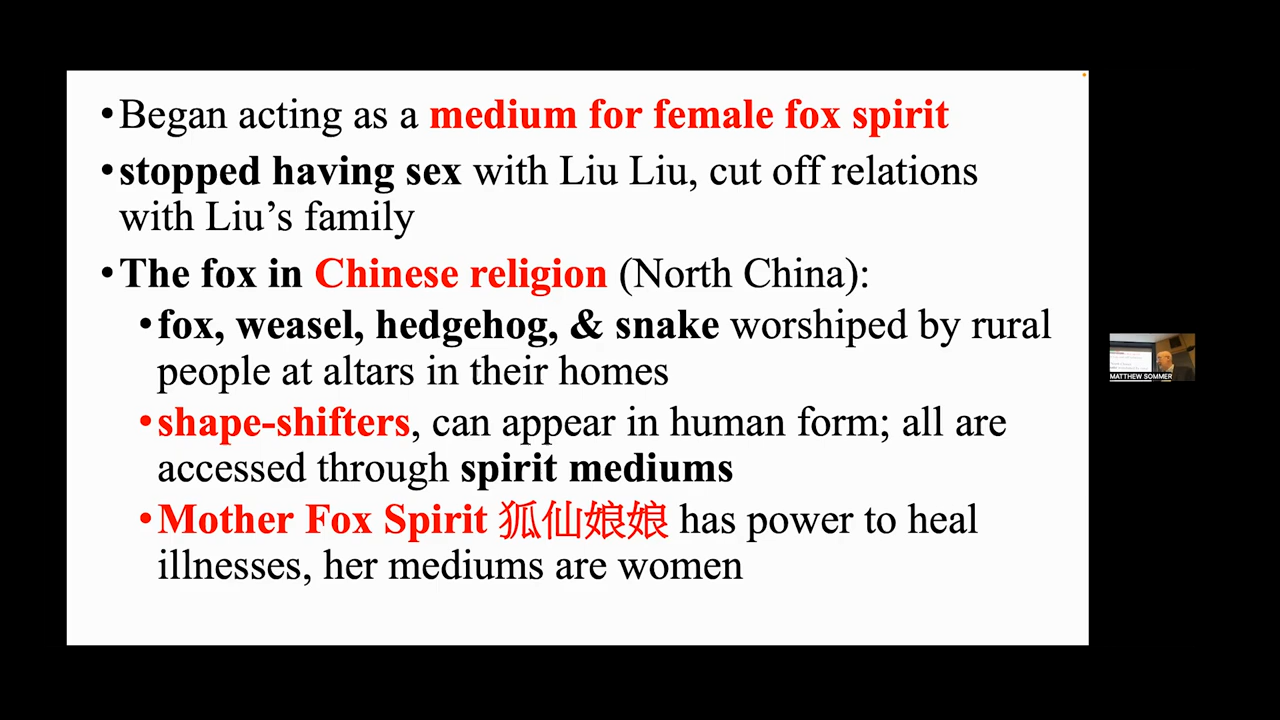 •Began acting as a medium for female fox spirit
•stopped having sex with Liu Liu, cut off relations
with Liu’s family
•The fox in Chinese religion (North China):
•fox, weasel, hedgehog, & snake worshiped by rural
people at altars in their homes
•shape-shifters, can appear in human form; all are
accessed through spirit mediums
•Mother Fox Spirit 狐仙娘娘 has power to heal
illnesses, her mediums are women
MATTHEW SOMMER